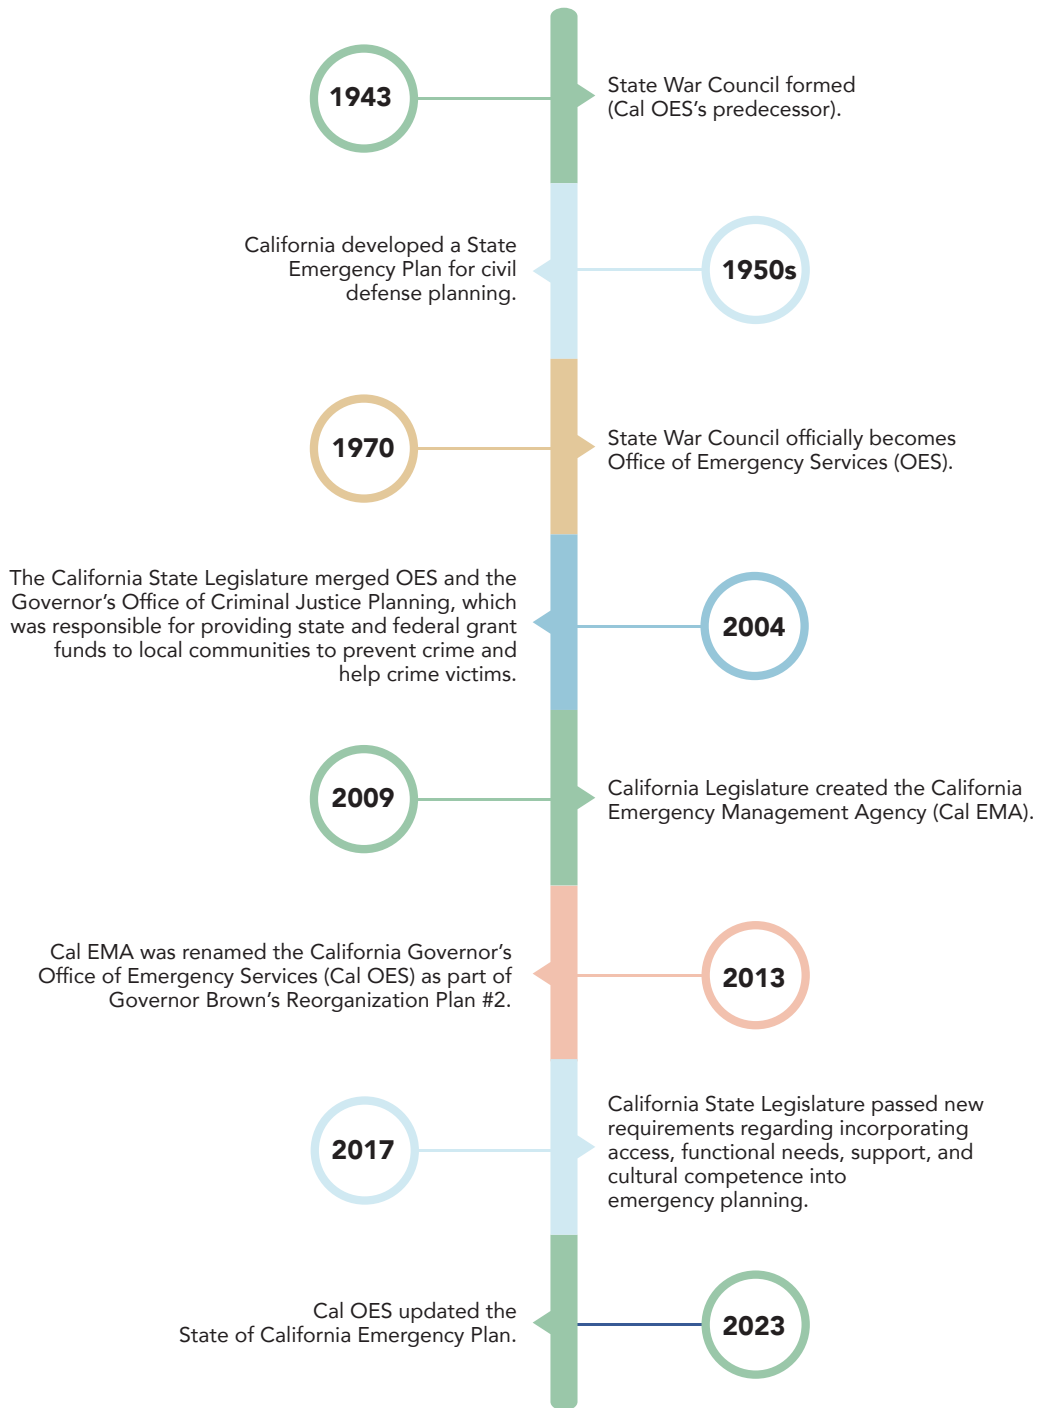 1943
State War Council formed
(Cal OES’s predecessor).
California developed a State
Emergency Plan for civil
defense planning.
1950s
1970
State War Council officially becomes
Office of Emergency Services (OES).
The California State Legislature merged OES and the
Governor’s Office of Criminal Justice Planning, which
was responsible for providing state and federal grant
funds to local communities to prevent crime and
help crime victims.
2004
2009
California Legislature created the California
Emergency Management Agency (Cal EMA).
Cal EMA was renamed the California Governor’s
Office of Emergency Services (Cal OES) as part of
Governor Brown’s Reorganization Plan #2.
2013
2017
California State Legislature passed new
requirements regarding incorporating
access, functional needs, support, and
cultural competence into
emergency planning.
Cal OES updated the
State of California Emergency Plan.
2023